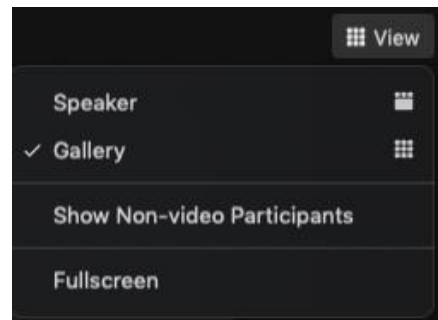 View
Speaker
Gallery
Show Non-video Participants
Fullscreen